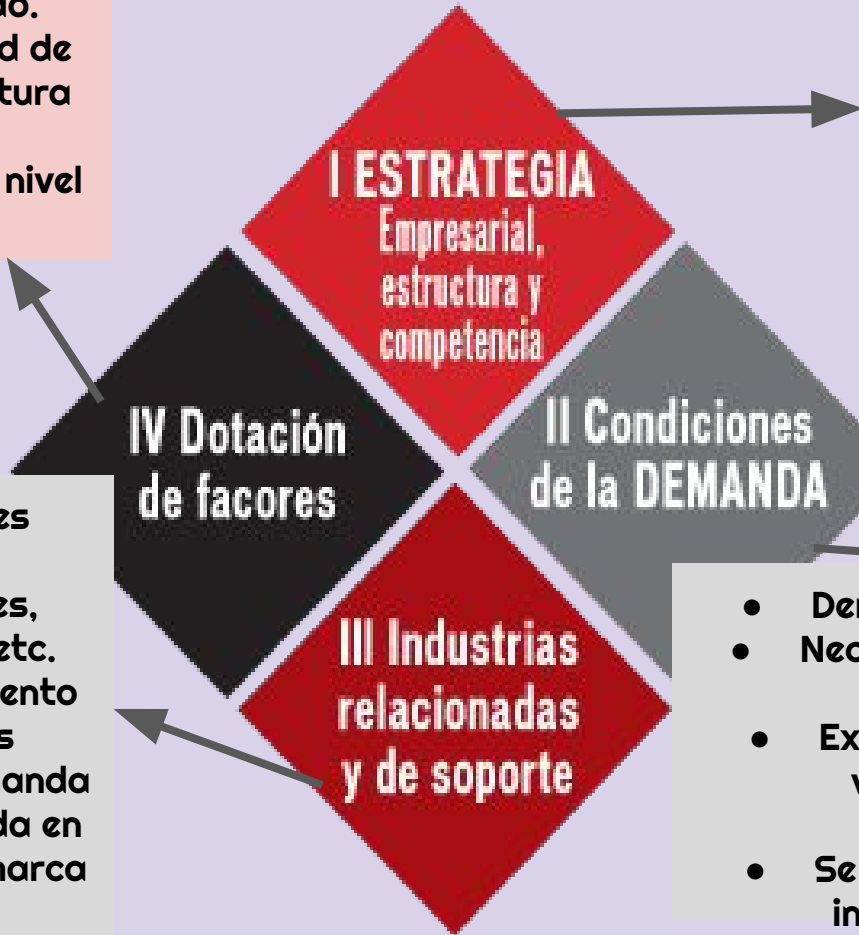 do.
d de
tura
nivel
I ESTRATEGIA
Empresarial,
estructura y
competencia
IV Dotación
de facores
II Condiciones
de la DEMANDA
III Industrias
relacionadas
y de soporte
es
es,
etc.
ento
s
anda
da en
narca
● Der
● Nec
● Ex
v
● Se
in